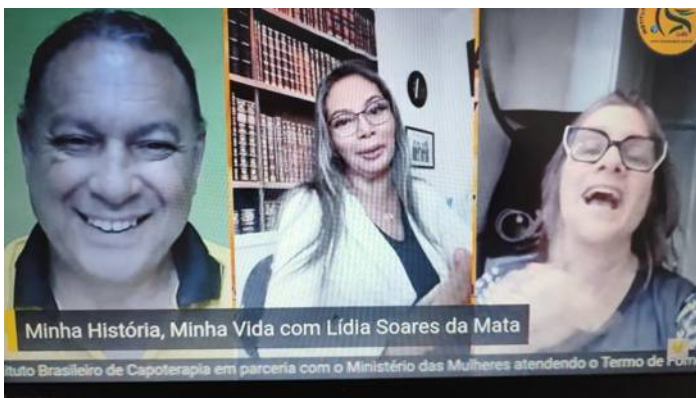 Minha História, Minha Vida com Lídia Soares da Mata
Brasileiro de Capoterapia em parceria com o Ministério das Mulheres atendendo o Termo de